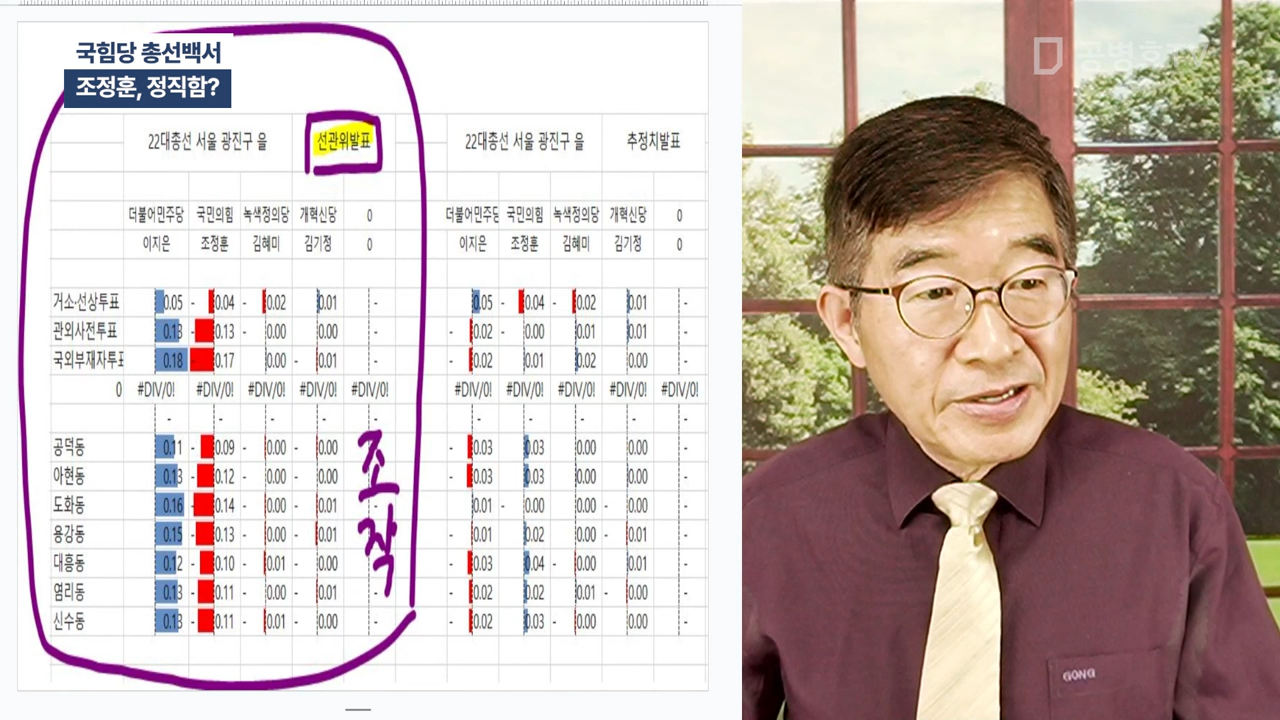 국힘당 총선백서
조정훈, 정직함?
공병호TV
22대총선 서울 광진구 을 선관위발표 22대총선 서울 광진구 을 추정치발표
더불어민주당 국민의힘 녹색정의당 개혁신당 0 더불어민주당 국민의힘 녹색정의당 개혁신당 0
이지은 조정훈 김혜미 김기정 0 이지은 조정훈 김혜미 김기정 0
거소·선상투표 0.05 - 0.04 - 0.02 0.01 - 0.05 - 0.04 - 0.02 0.01 -
관외사전투표 0.13 - 0.13 - 0.00 0.00 - - 0.02 - 0.00 0.01 0.01 -
국외부재자투표 0.18 - 0.17 0.00 - 0.01 - - 0.02 0.01 0.02 - 0.01 -
0 #DIV/0! #DIV/0! #DIV/0! #DIV/0! #DIV/0! #DIV/0! #DIV/0! #DIV/0! #DIV/0! #DIV/0!
- - - - - - - - - -
공덕동 0.11 - 0.09 - 0.00 - 0.00 - - 0.03 0.03 - 0.00 0.00 -
아현동 0.13 - 0.12 - 0.00 - 0.00 - - 0.03 0.03 - 0.00 0.00 -
도화동 0.16 - 0.14 - 0.00 - 0.01 - 0.01 - 0.00 - 0.00 - 0.00 -
용강동 0.15 - 0.13 - 0.00 - 0.01 - - 0.01 0.02 - 0.00 - 0.01 -
대흥동 0.12 - 0.10 - 0.01 - 0.00 - - 0.03 0.04 - 0.00 - 0.00 -
염리동 0.13 - 0.11 - 0.00 - 0.01 - - 0.02 0.02 0.01 - 0.00 -
신수동 0.13 - 0.11 - 0.01 - 0.00 - - 0.02 0.03 - 0.00 0.00 -
조작
GONG